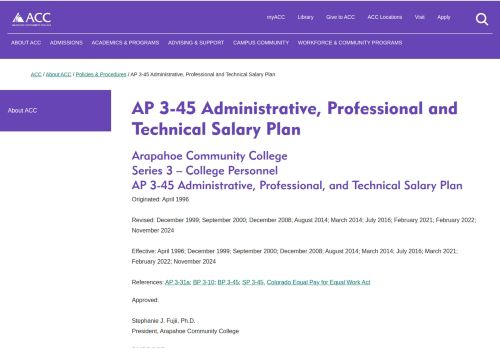 myACC Library Give to ACC ACC Locations Visit Apply
ACC
ABOUT ACC ADMISSIONS ACADEMICS & PROGRAMS ADVISING & SUPPORT CAMPUS COMMUNITY WORKFORCE & COMMUNITY PROGRAMS
ACC / About ACC / Policies & Procedures / AP 3-45 Administrative, Professional and Technical Salary Plan
About ACC
AP 3-45 Administrative, Professional and
Technical Salary Plan
Arapahoe Community College
Series 3 – College Personnel
AP 3-45 Administrative, Professional, and Technical Salary Plan
Originated: April 1996
Revised: December 1999; September 2000; December 2008; August 2014; March 2014; July 2016; February 2021; February 2022;
November 2024
Effective: April 1996; December 1999; September 2000; December 2008; August 2014; March 2014; July 2016; March 2021;
February 2022; November 2024
References: AP 3-31a; BP 3-10; BP 3-45; SP 3-45, Colorado Equal Pay for Equal Work Act
Approved:
Stephanie J. Fujii, Ph.D.
President, Arapahoe Community College